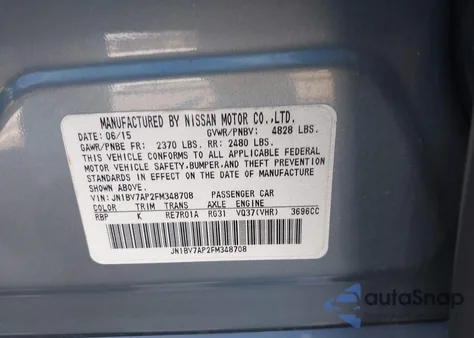 MANUFACTURED BY NISSAN MOTOR CO.,LTD.
DATE: 06/15 GVWR/PNBV: 4828 LBS.
GAWR/PNBE FR: 2370 LBS. RR: 2480 LBS.
THIS VEHICLE CONFORMS TO ALL APPLICABLE FEDERAL
MOTOR VEHICLE SAFETY,BUMPER,AND THEFT PREVENTION
STANDARDS IN EFFECT ON THE DATE OF MANUFACTURE
SHOWN ABOVE.
VIN: JN1BV7AP2FM348708 PASSENGER CAR
COLOR TRIM TRANS AXLE ENGINE
RBP K RE7R01A RG31 VQ37(VHR) 3696CC
JN1BV7AP2FM348708
autoSnap